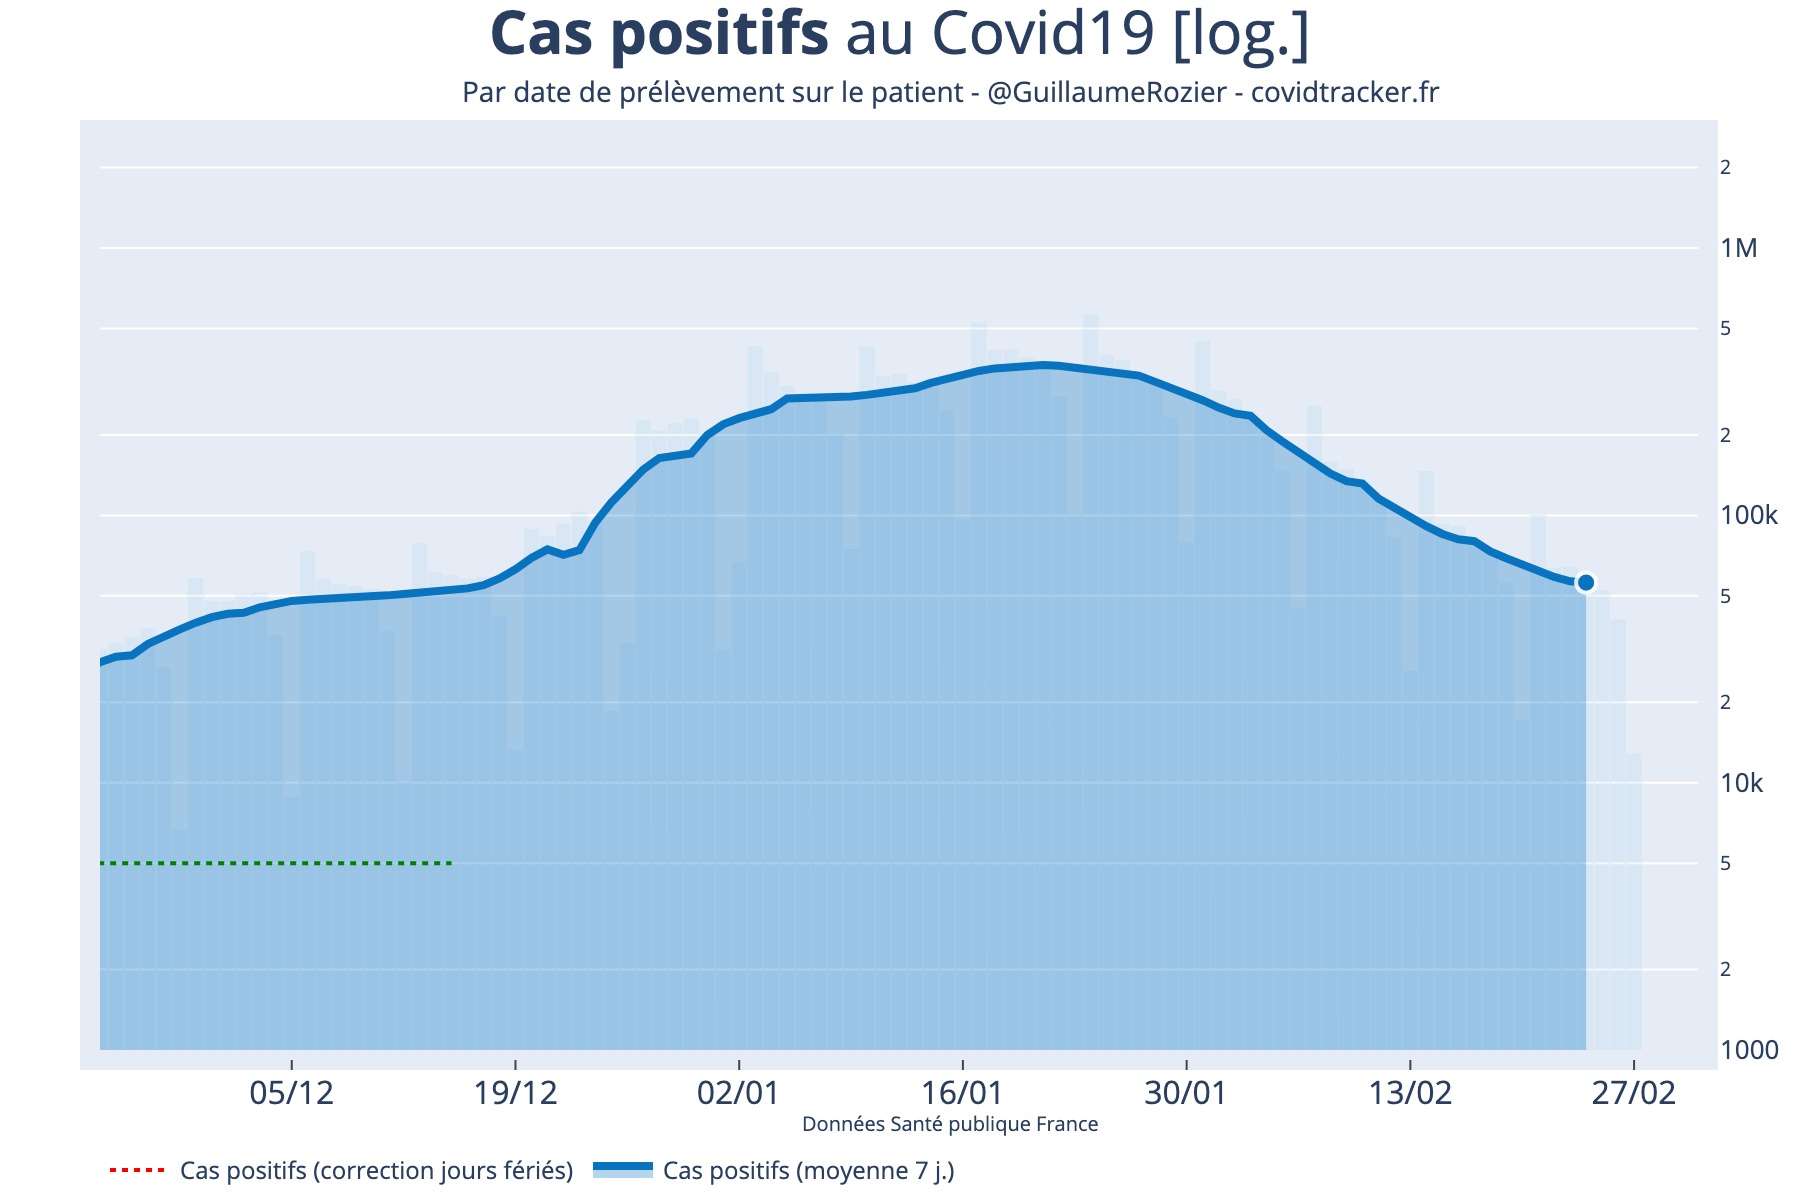 Cas positifs au Covid19 [log.]
Par date de prélèvement sur le patient - @GuillaumeRozier - covidtracker.fr
2
1M
5
2
100k
5
2
10k
5
2
1000
05/12 19/12 02/01 16/01 30/01 13/02 27/02
Données Santé publique France
Cas positifs (correction jours fériés) Cas positifs (moyenne 7 j.)